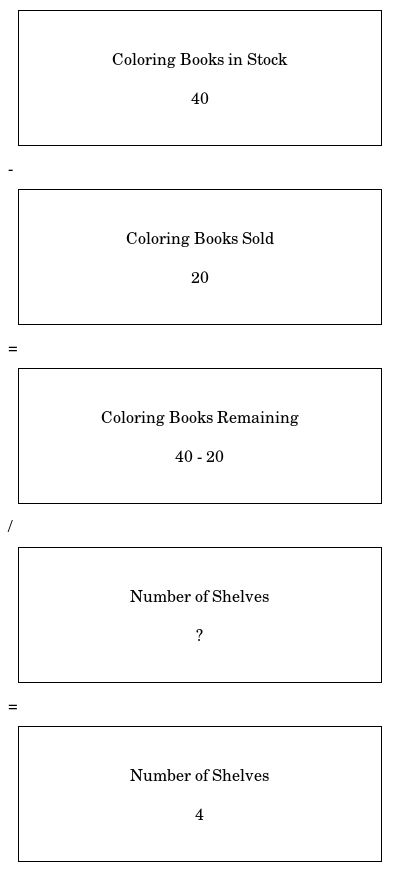 Coloring Books in Stock
40
-
Coloring Books Sold
20
=
Coloring Books Remaining
40 - 20
/
Number of Shelves
?
=
Number of Shelves
4